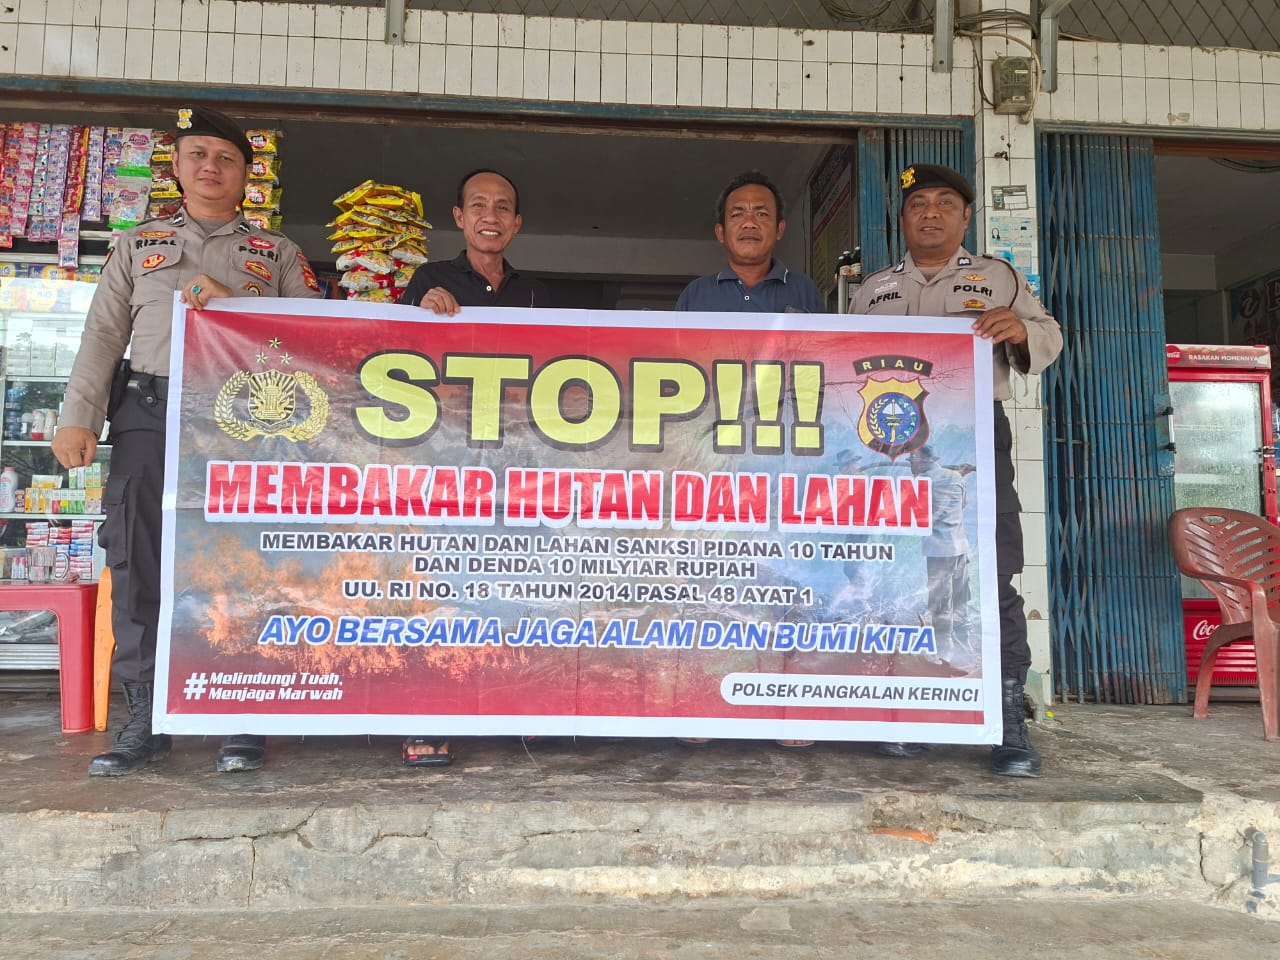 RIZAL
POLRI
AFRIL
POLRI
RASAKAN MOMENNYA
STOP!!!
RIAU
MEMBAKAR HUTAN DAN LAHAN
MEMBAKAR HUTAN DAN LAHAN SANKSI PIDANA 10 TAHUN
DAN DENDA 10 MILYIAR RUPIAH
UU. RI NO. 18 TAHUN 2014 PASAL 48 AYAT 1
AYO BERSAMA JAGA ALAM DAN BUMI KITA
#Melindungi Tuah,
Menjaga Marwah
POLSEK PANGKALAN KERINCI